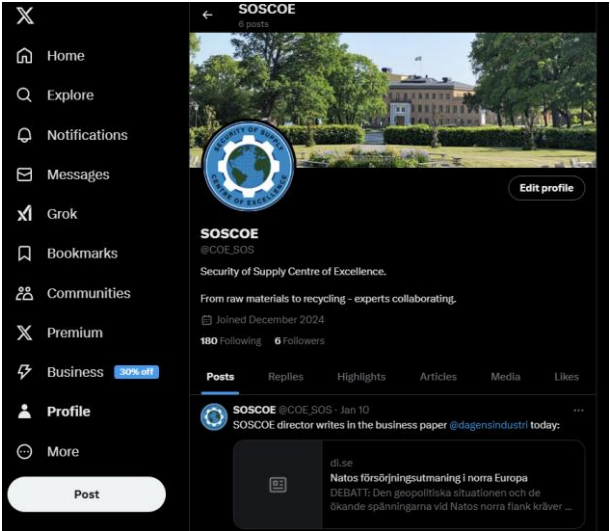 SOSCOE
6 posts
Home
Explore
Notifications
Messages
Grok
Bookmarks
Communities
Premium
Business 30% off
Profile
More
Post
SECURITY OF SUPPLY
CENTRE OF EXCELLENCE
Edit profile
SOSCOE
@COE_SOS
Security of Supply Centre of Excellence.
From raw materials to recycling - experts collaborating.
Joined December 2024
180 Following 6 Followers
Posts Replies Highlights Articles Media Likes
SOSCOE @COE_SOS · Jan 10
SOSCOE director writes in the business paper @dagensindustri today:
di.se
Natos försörjningsutmaning i norra Europa
DEBATT: Den geopolitiska situationen och de
ökande spänningarna vid Natos norra flank kräver ...